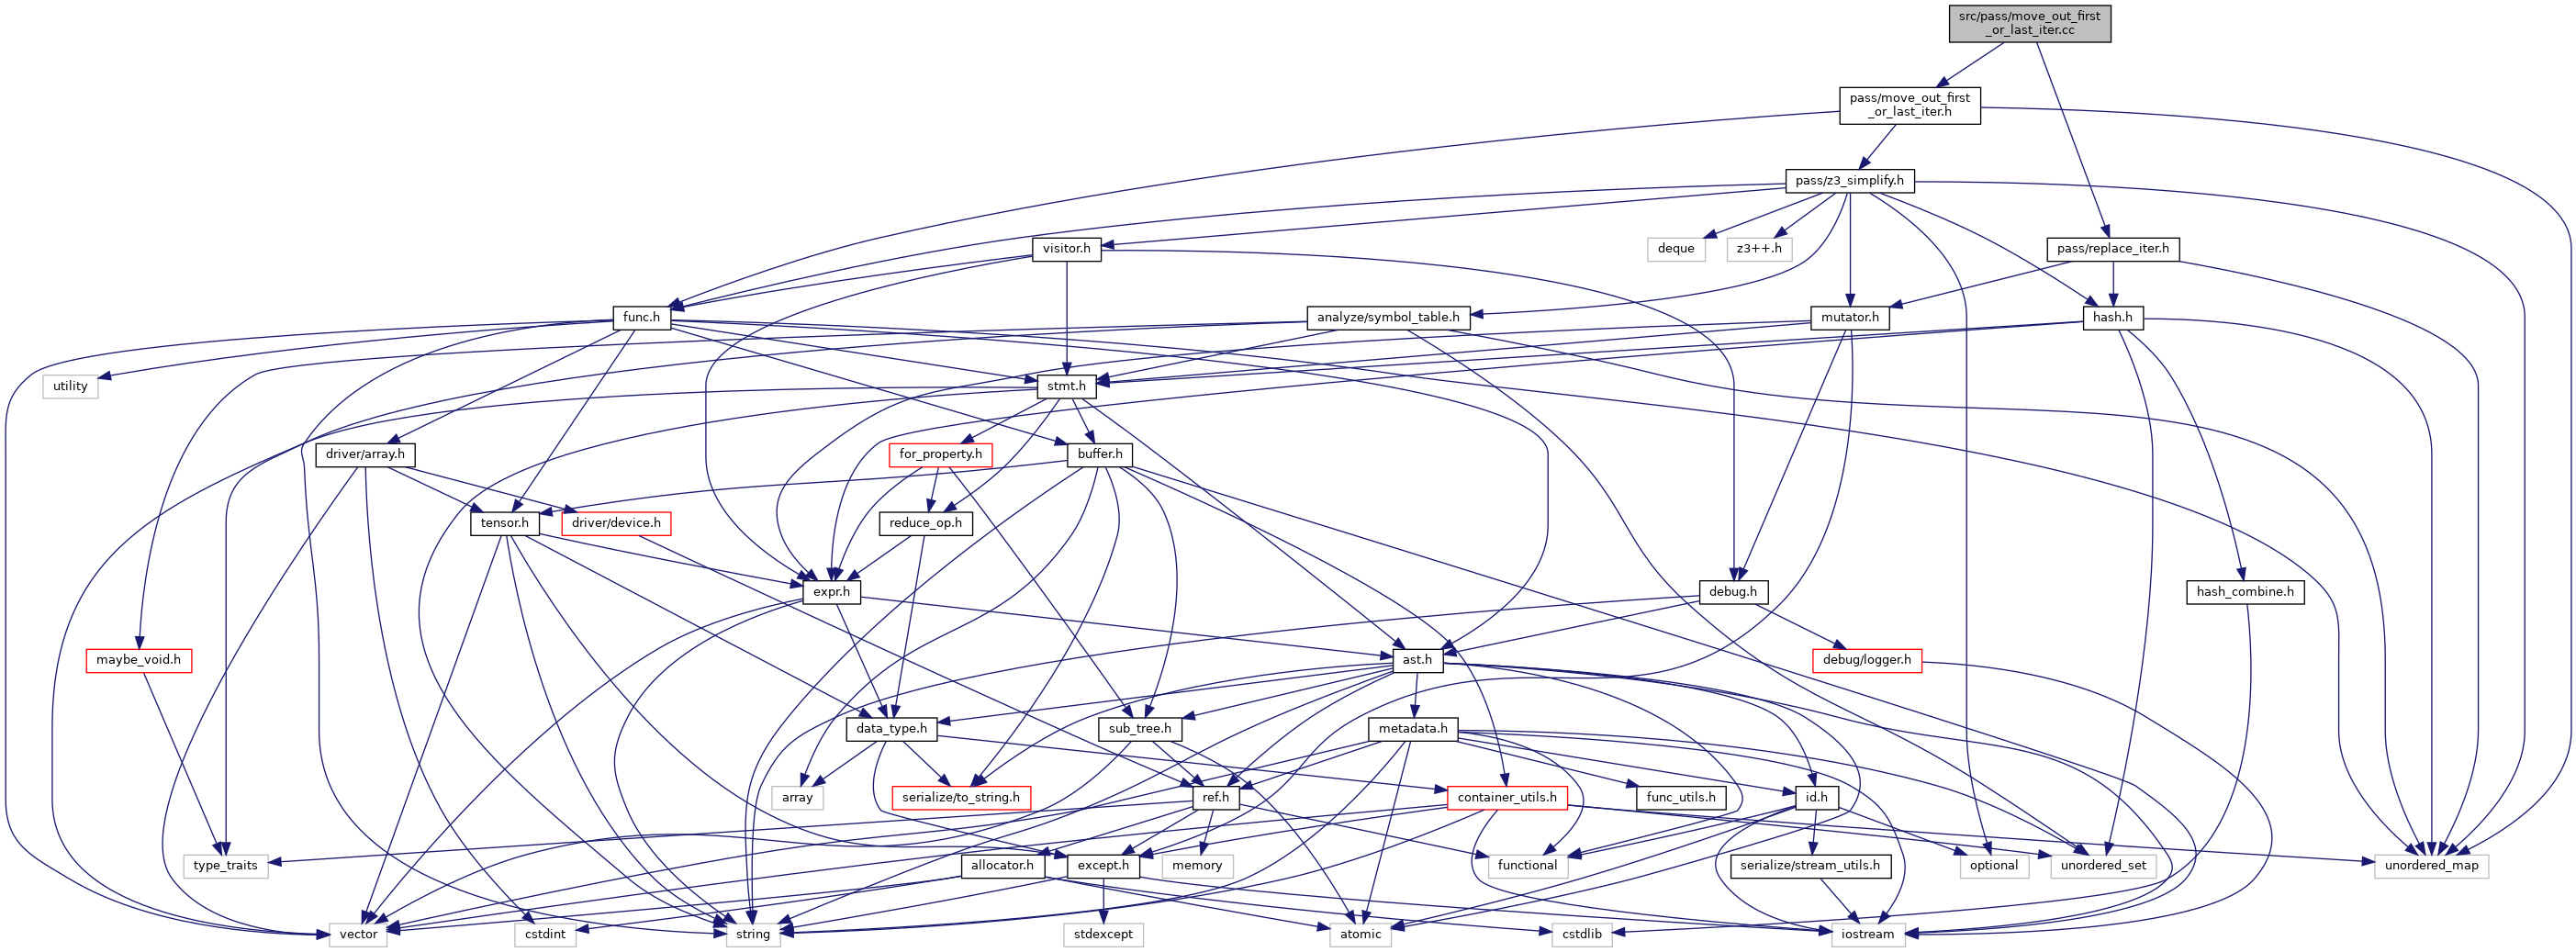 src/pass/move_out_first
_or_last_iter.cc
pass/move_out_first
_or_last_iter.h
pass/z3_simplify.h
visitor.h
deque
z3++.h
pass/replace_iter.h
func.h
analyze/symbol_table.h
mutator.h
hash.h
utility
stmt.h
driver/array.h
for_property.h
buffer.h
tensor.h
driver/device.h
reduce_op.h
expr.h
debug.h
hash_combine.h
maybe_void.h
ast.h
debug/logger.h
data_type.h
sub_tree.h
metadata.h
array
serialize/to_string.h
ref.h
container_utils.h
func_utils.h
id.h
type_traits
allocator.h
except.h
memory
functional
serialize/stream_utils.h
optional
unordered_set
unordered_map
vector
cstdint
string
stdexcept
atomic
cstdlib
iostream